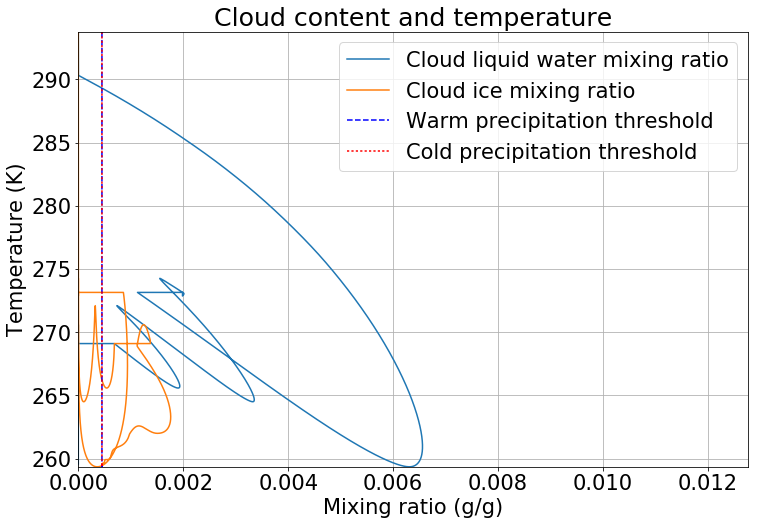 Cloud content and temperature
Cloud liquid water mixing ratio
Cloud ice mixing ratio
Warm precipitation threshold
Cold precipitation threshold
Temperature (K)
290
285
280
275
270
265
260
0.000 0.002 0.004 0.006 0.008 0.010 0.012
Mixing ratio (g/g)